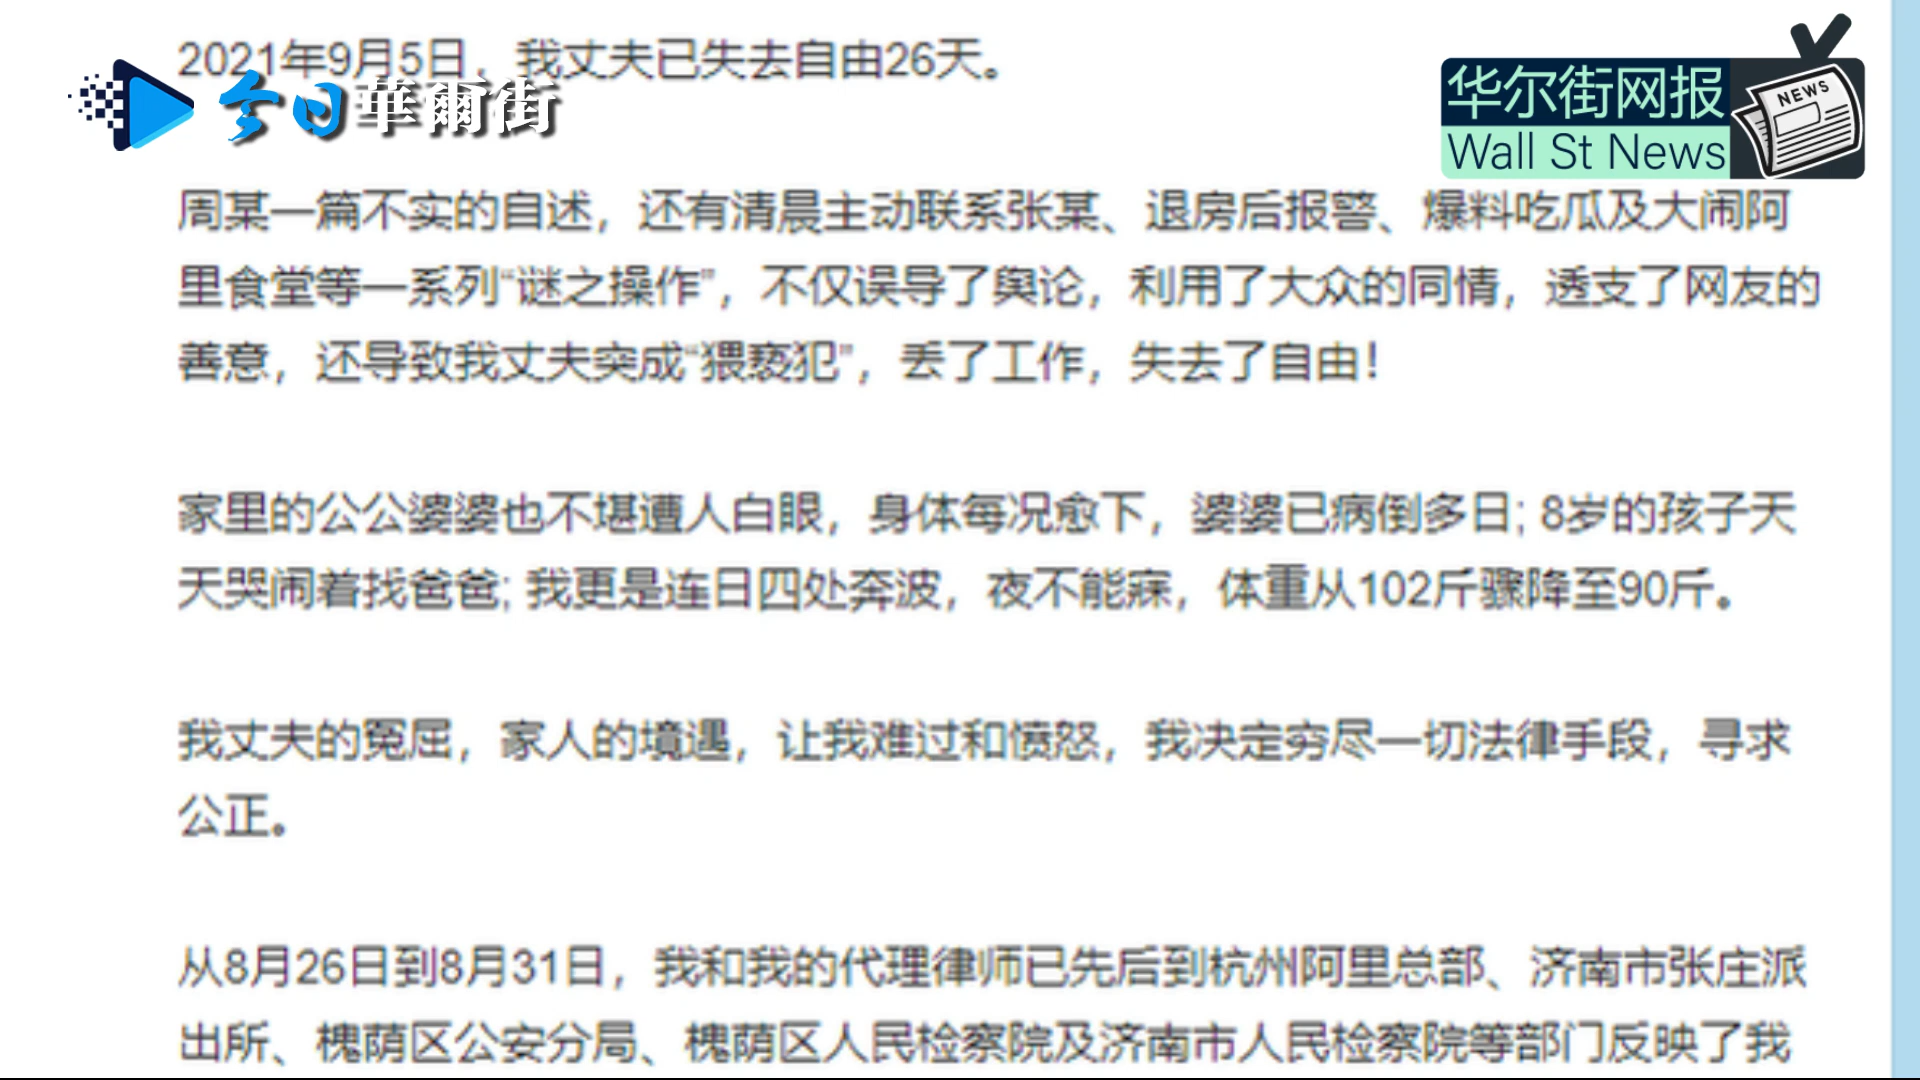 2021年9月5日，我丈夫已失去自由26天。
今日華爾街
华尔街网报
NEWS
Wall St News
周某一篇不实的自述，还有清晨主动联系张某、退房后报警、爆料吃瓜及大闹阿
里食堂等一系列“谜之操作”，不仅误导了舆论，利用了大众的同情，透支了网友的
善意，还导致我丈夫突成“猥亵犯”，丢了工作，失去了自由！
家里的公公婆婆也不堪遭人白眼，身体每况愈下，婆婆已病倒多日；8岁的孩子天
天哭闹着找爸爸；我更是连日四处奔波，夜不能寐，体重从102斤骤降至90斤。
我丈夫的冤屈，家人的境遇，让我难过和愤怒，我决定穷尽一切法律手段，寻求
公正。
从8月26日到8月31日，我和我的代理律师已先后到杭州阿里总部、济南市张庄派
出所、槐荫区公安分局、槐荫区人民检察院及济南市人民检察院等部门反映了我